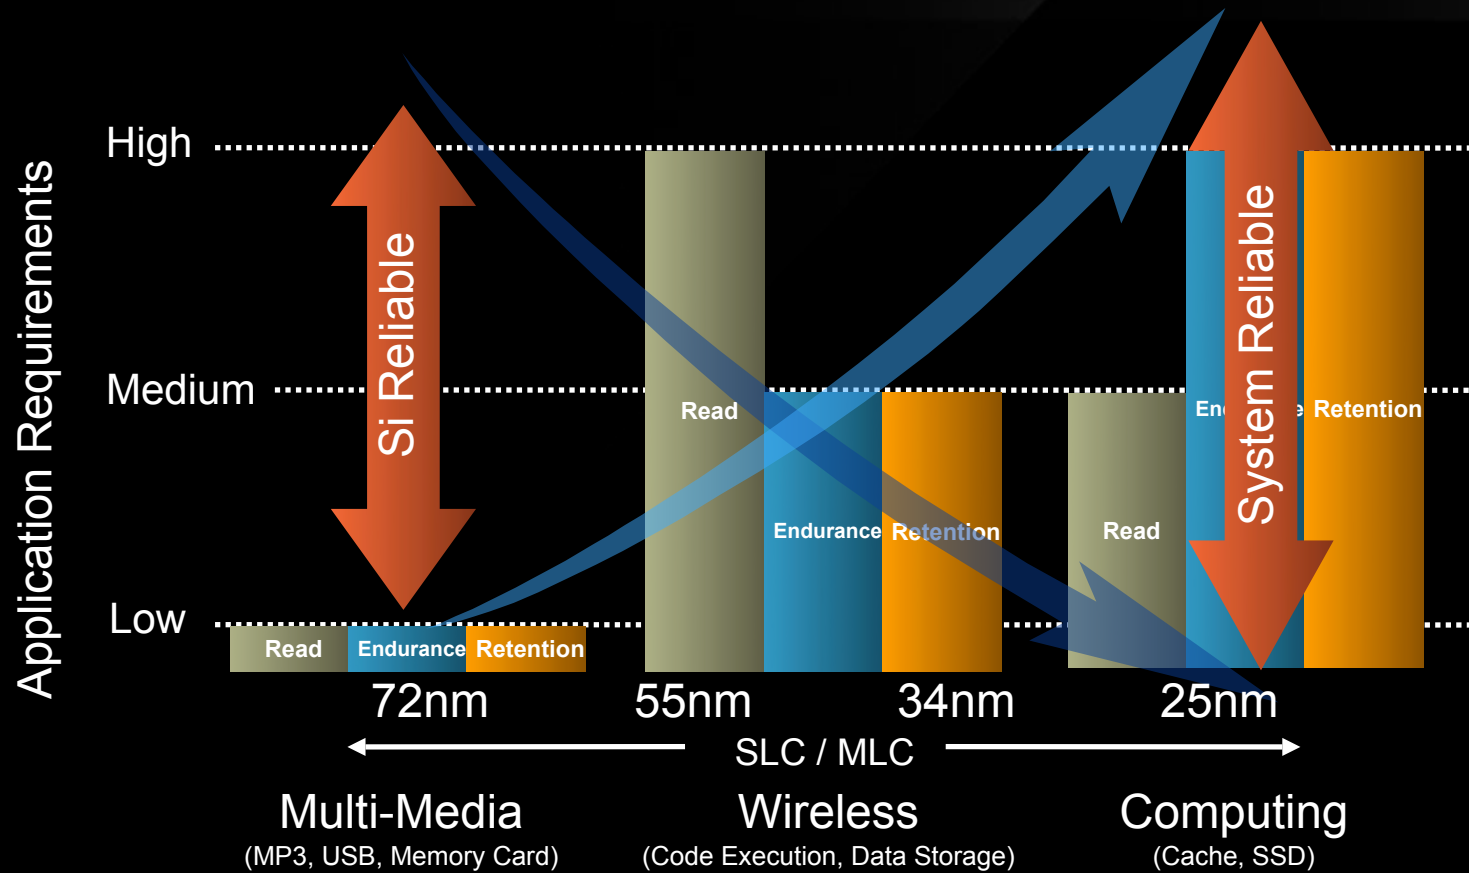 Application Requirements
High
Medium
Low
Si Reliable
System Reliable
Read
Endurance
Retention
Read
Endurance
Retention
Read
Retention
72nm
55nm
34nm
25nm
SLC / MLC
Multi-Media
(MP3, USB, Memory Card)
Wireless
(Code Execution, Data Storage)
Computing
(Cache, SSD)